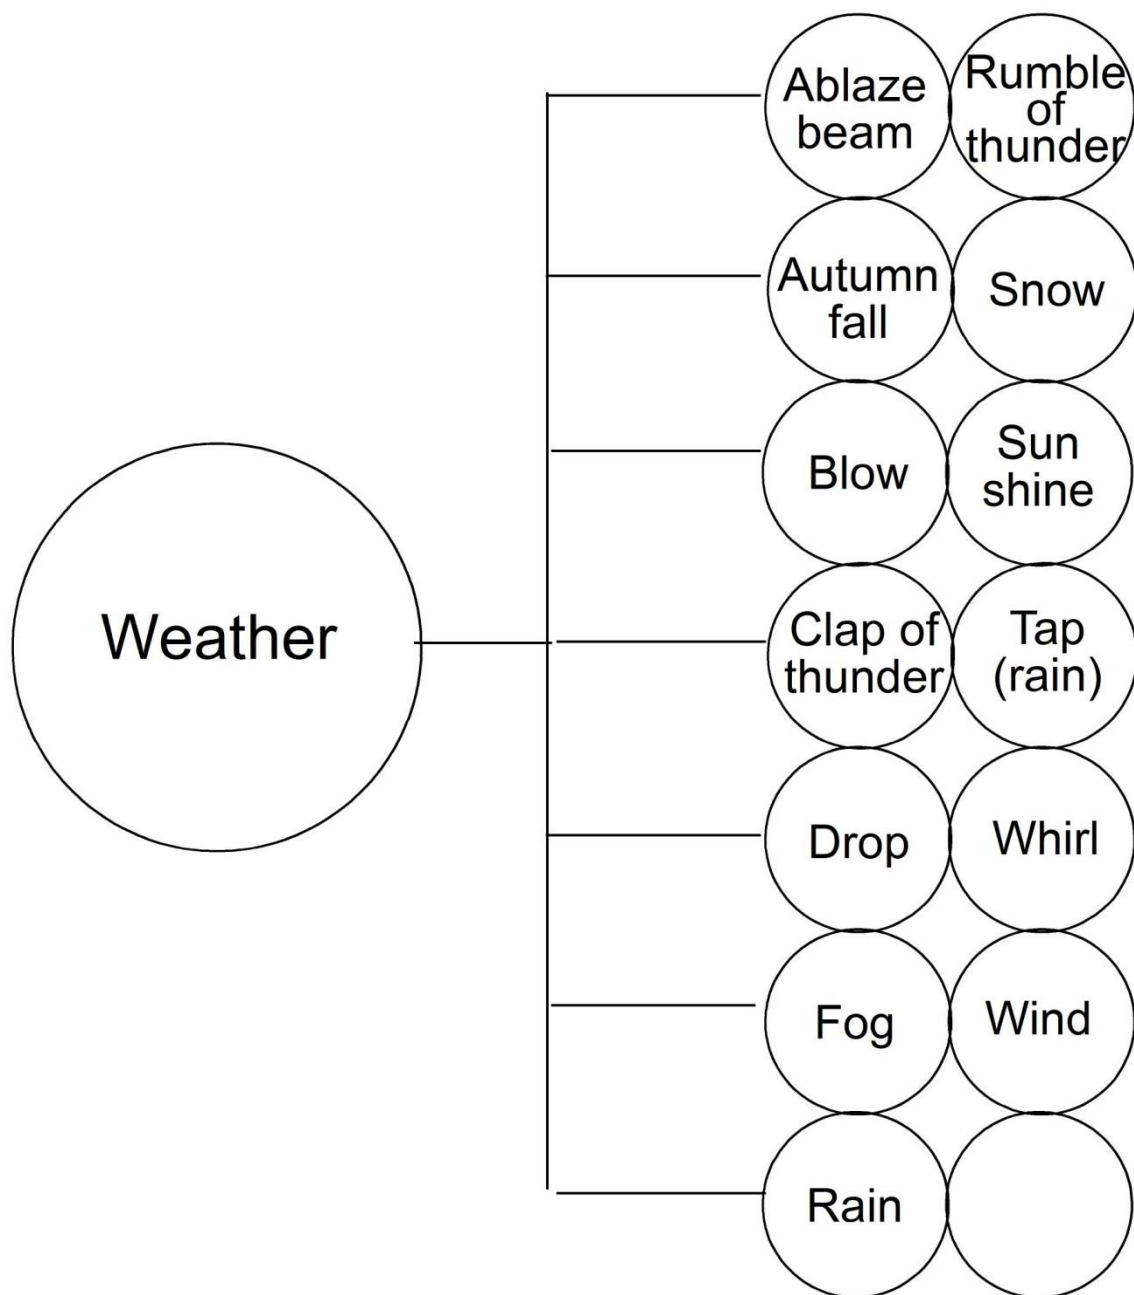 Weather
Ablaze
beam
Rumble
of
thunder
Autumn
fall
Snow
Blow
Sun
shine
Clap of
thunder
Tap
(rain)
Drop
Whirl
Fog
Wind
Rain